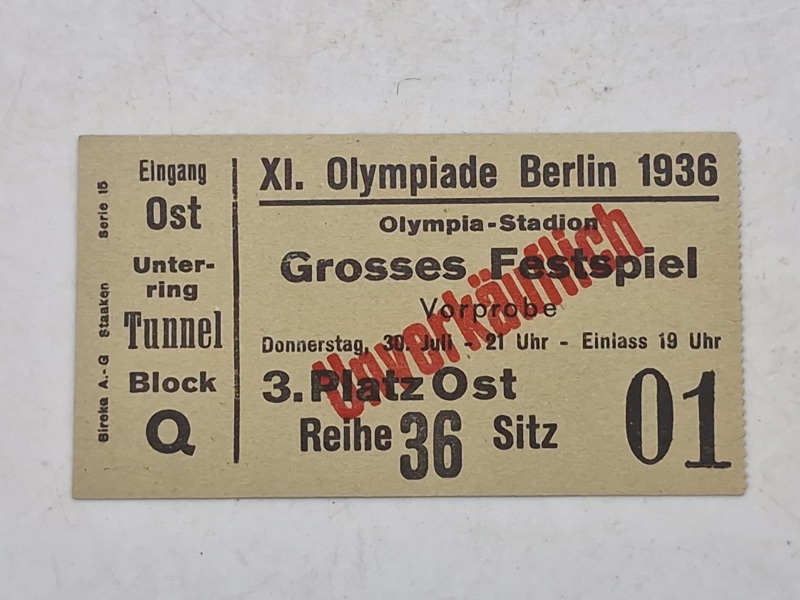 Siroka A.-G Staaken Serie 15
Eingang
Ost
Unter-
ring
Tunnel
Block
Q
XI. Olympiade Berlin 1936
Olympia-Stadion
Grosses Festspiel
Vorprobe
Donnerstag, 30. Juli - 21 Uhr - Einlass 19 Uhr
3. Platz Ost
Reihe 36 Sitz 01
Unverkäuflich